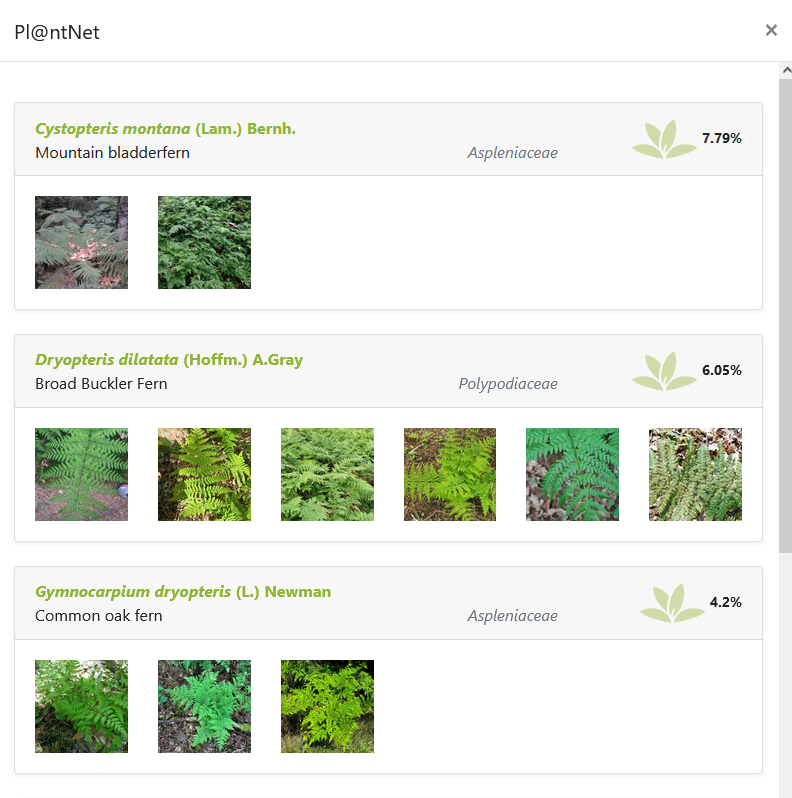 Pl@ntNet
×
Cystopteris montana (Lam.) Bernh.
Mountain bladderfern
Aspleniaceae
7.79%
Dryopteris dilatata (Hoffm.) A.Gray
Broad Buckler Fern
Polypodiaceae
6.05%
Gymnocarpium dryopteris (L.) Newman
Common oak fern
Aspleniaceae
4.2%